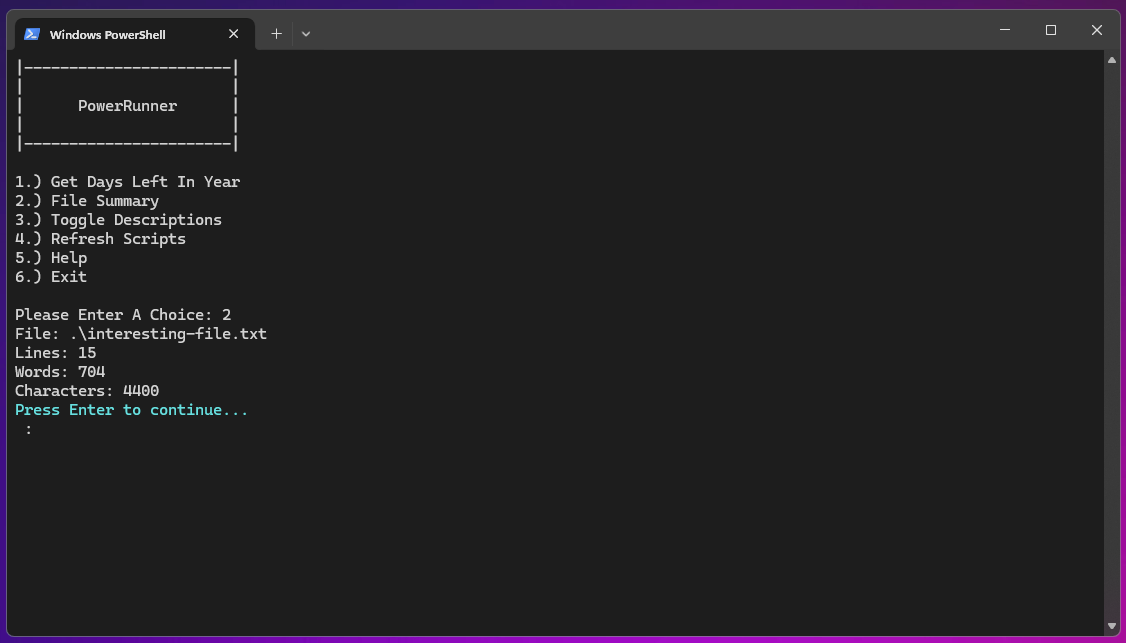 Windows PowerShell
|-----------------------|
|                       |
|      PowerRunner      |
|                       |
|-----------------------|
1.) Get Days Left In Year
2.) File Summary
3.) Toggle Descriptions
4.) Refresh Scripts
5.) Help
6.) Exit
Please Enter A Choice: 2
File: .\interesting-file.txt
Lines: 15
Words: 704
Characters: 4400
Press Enter to continue...
 :